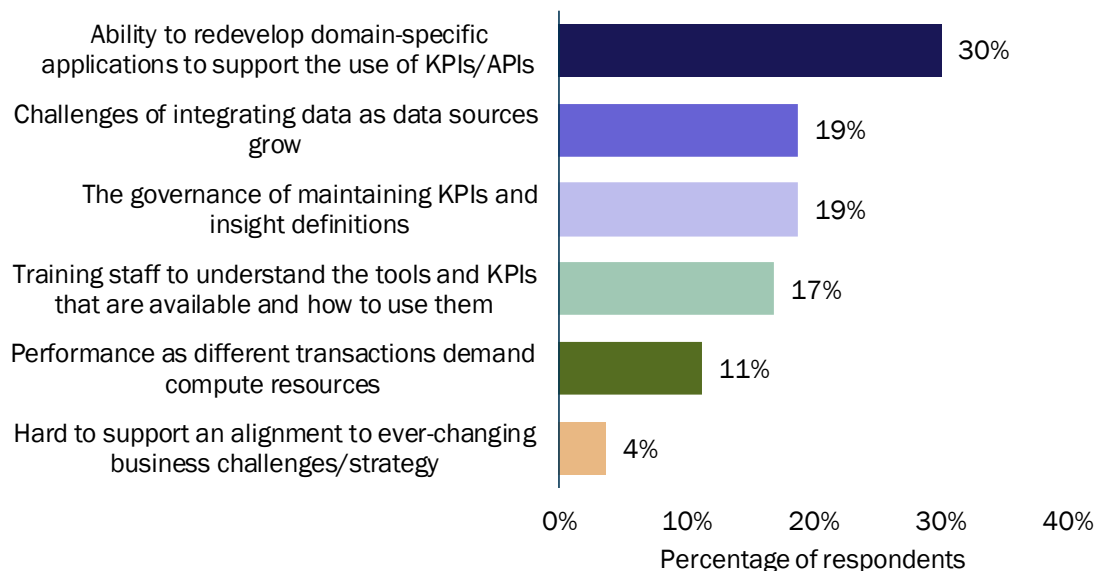 Ability to redevelop domain-specific
applications to support the use of KPIs/APIs
30%
Challenges of integrating data as data sources
grow
19%
The governance of maintaining KPIs and
insight definitions
19%
Training staff to understand the tools and KPIs
that are available and how to use them
17%
Performance as different transactions demand
compute resources
11%
Hard to support an alignment to ever-changing
business challenges/strategy
4%
0% 10% 20% 30% 40%
Percentage of respondents